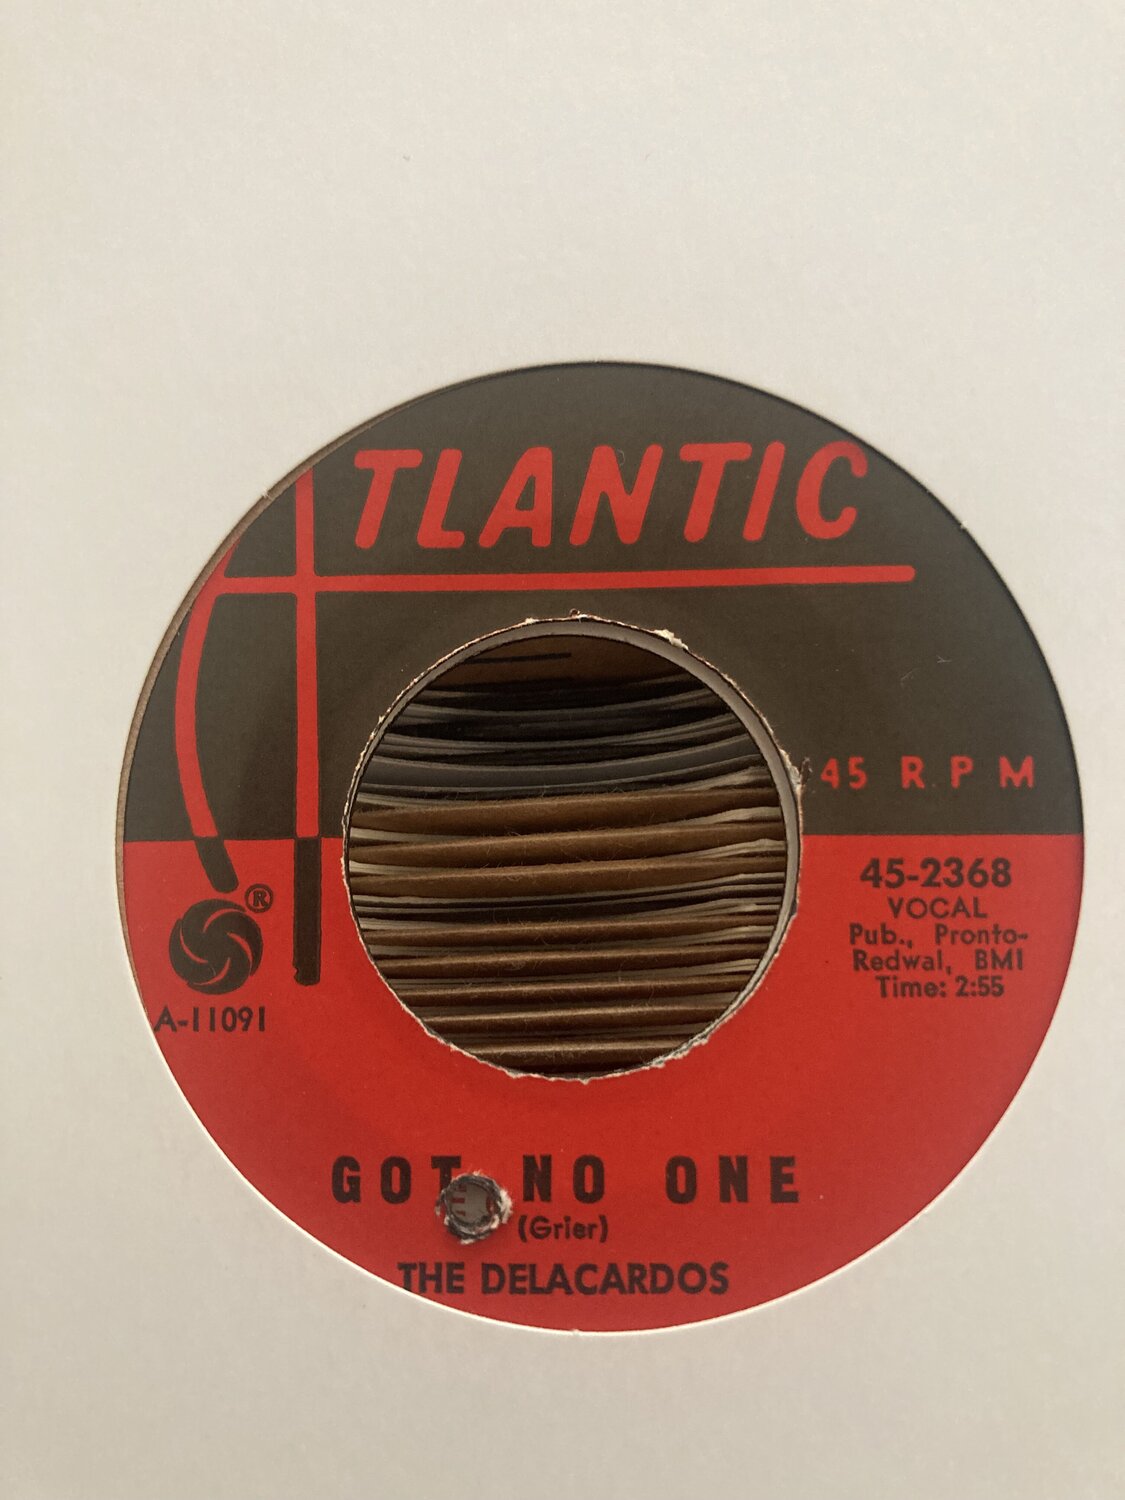 ATLANTIC
45 RPM
45-2368
VOCAL
Pub., Pronto-
Redwal, BMI
Time: 2:55
®
A-11091
GOT NO ONE
(Grier)
THE DELACARDOS